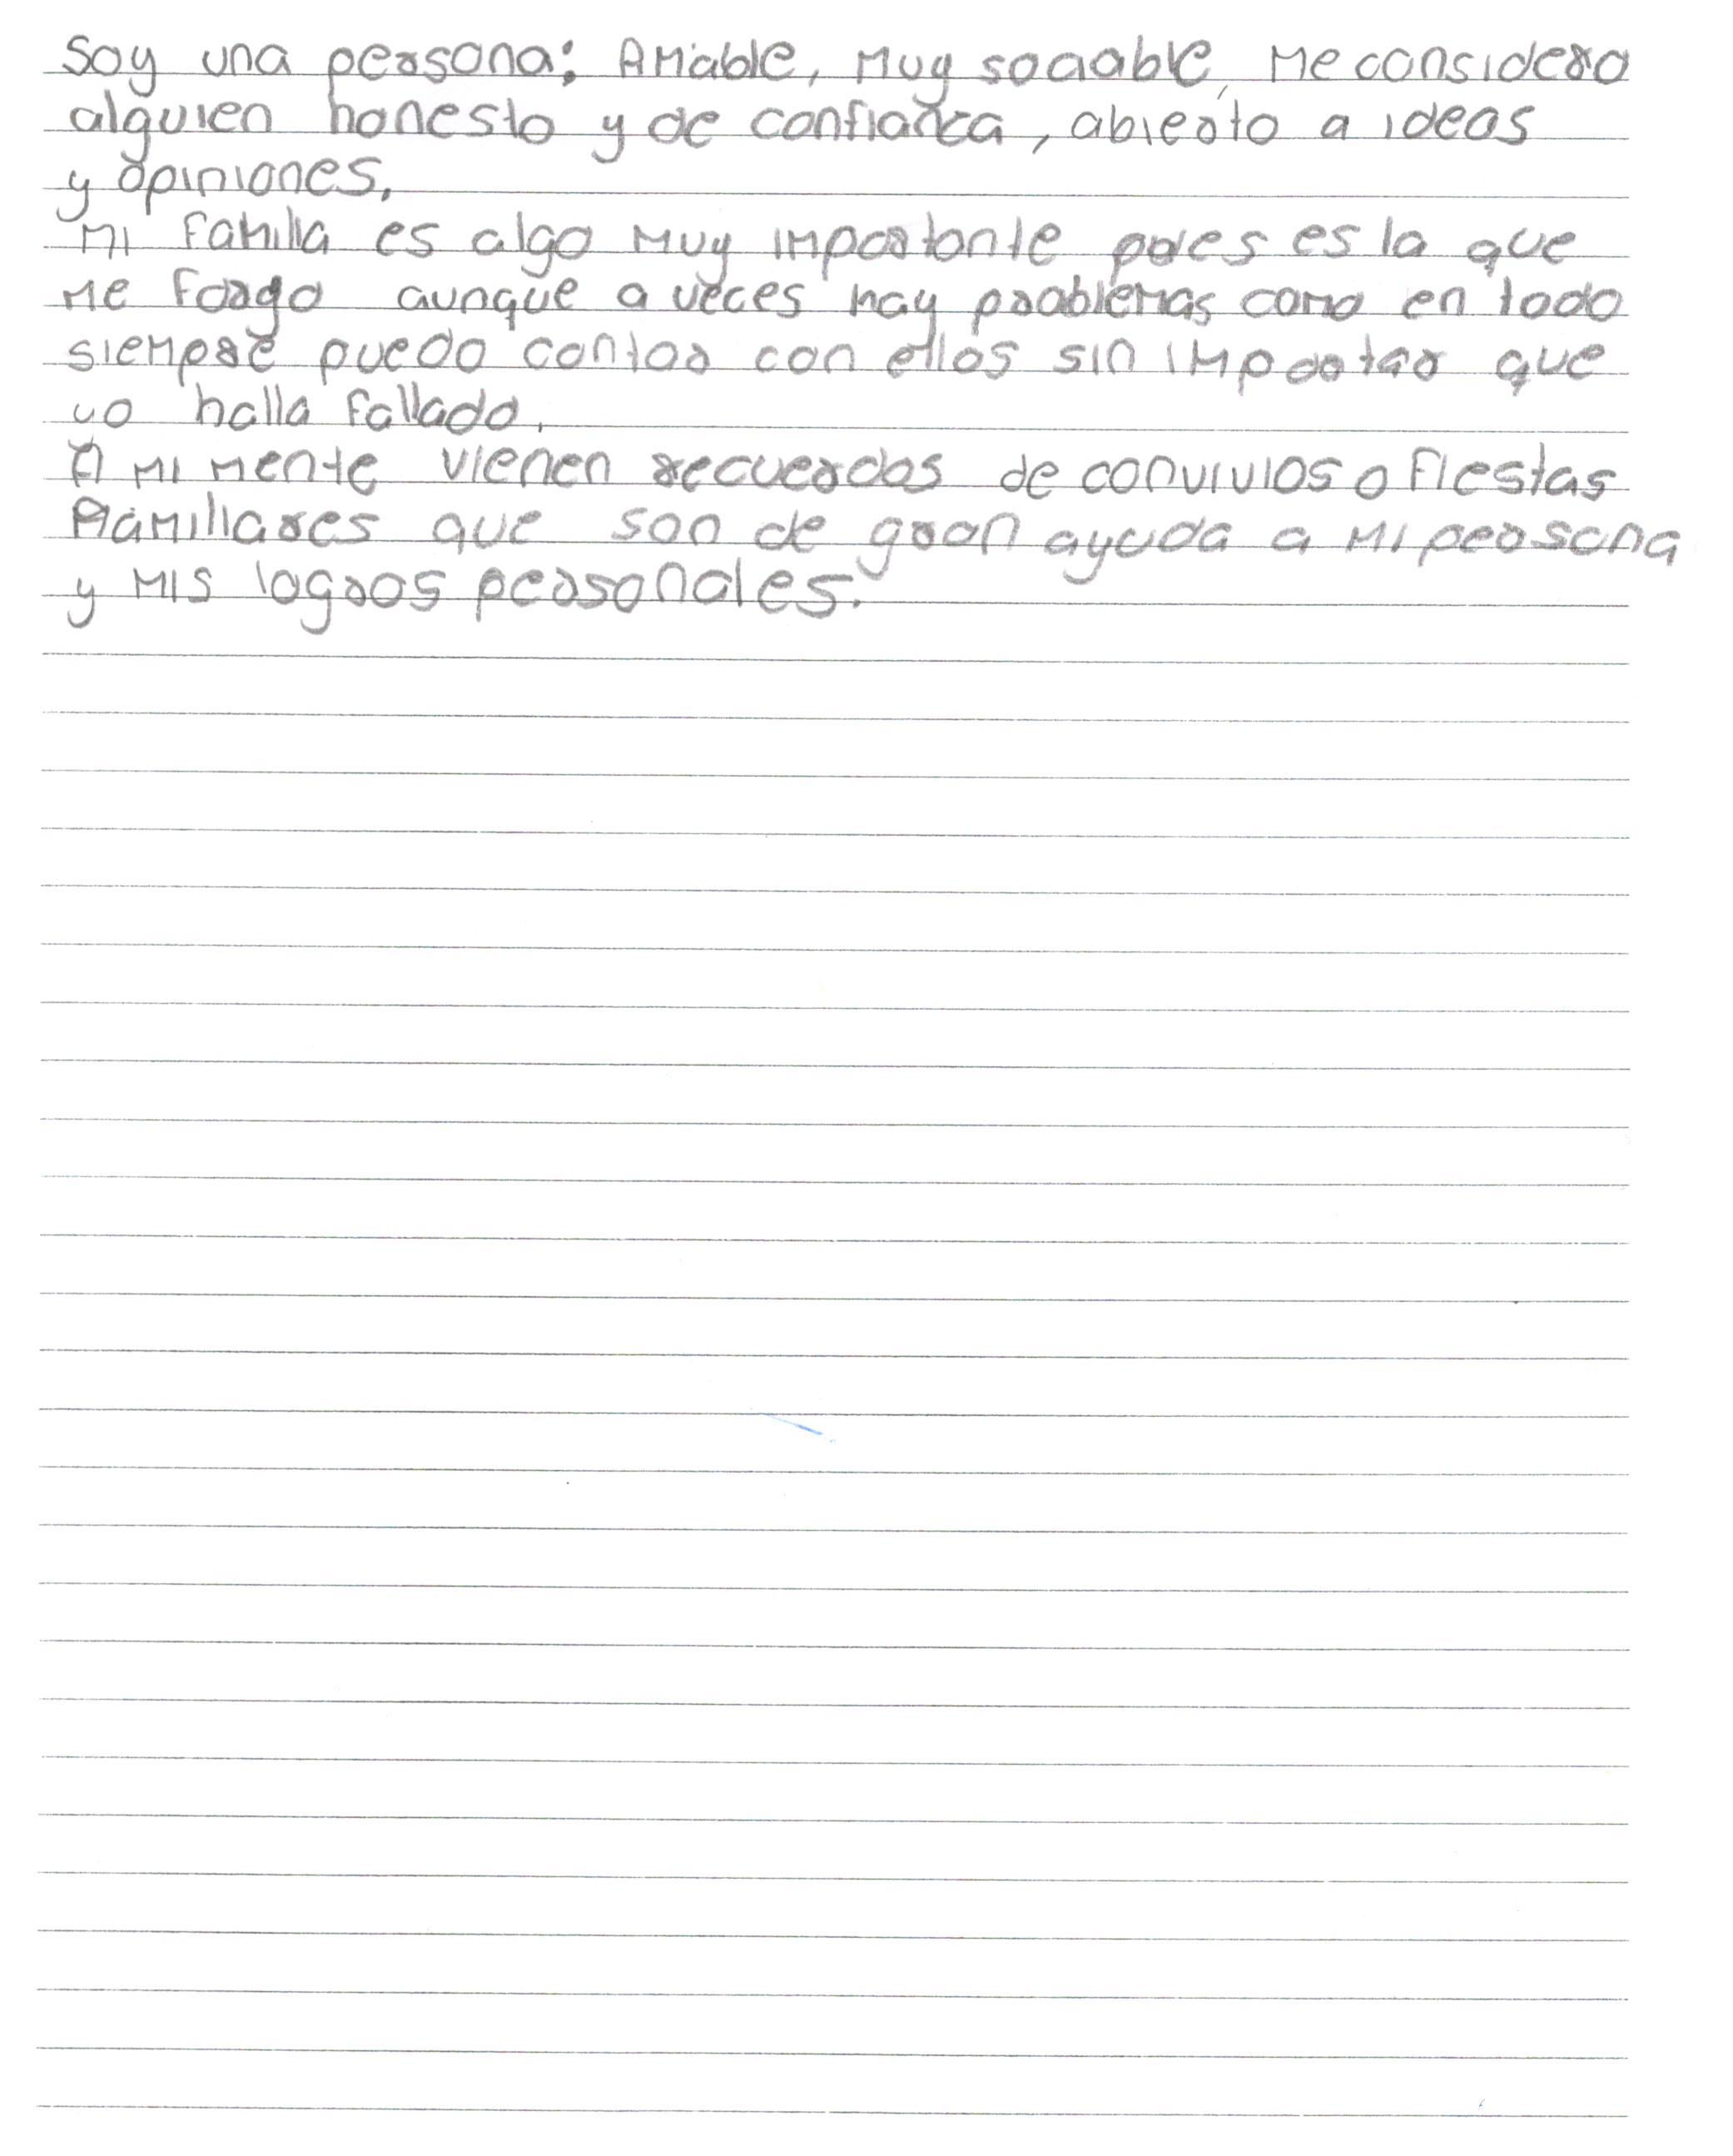 Soy una persona: Amable, muy sociable, me considero
alguien honesto y de confianza, abierto a ideas
y opiniones.
Mi familia es algo muy importante pues es la que
me forgo aunque a veces hay problemas como en todo
siempre puedo contar con ellos sin importar que
yo halla fallado.
A mi mente vienen recuerdos de convivios o fiestas
familiares que son de gran ayuda a mi persona
y mis logros personales.